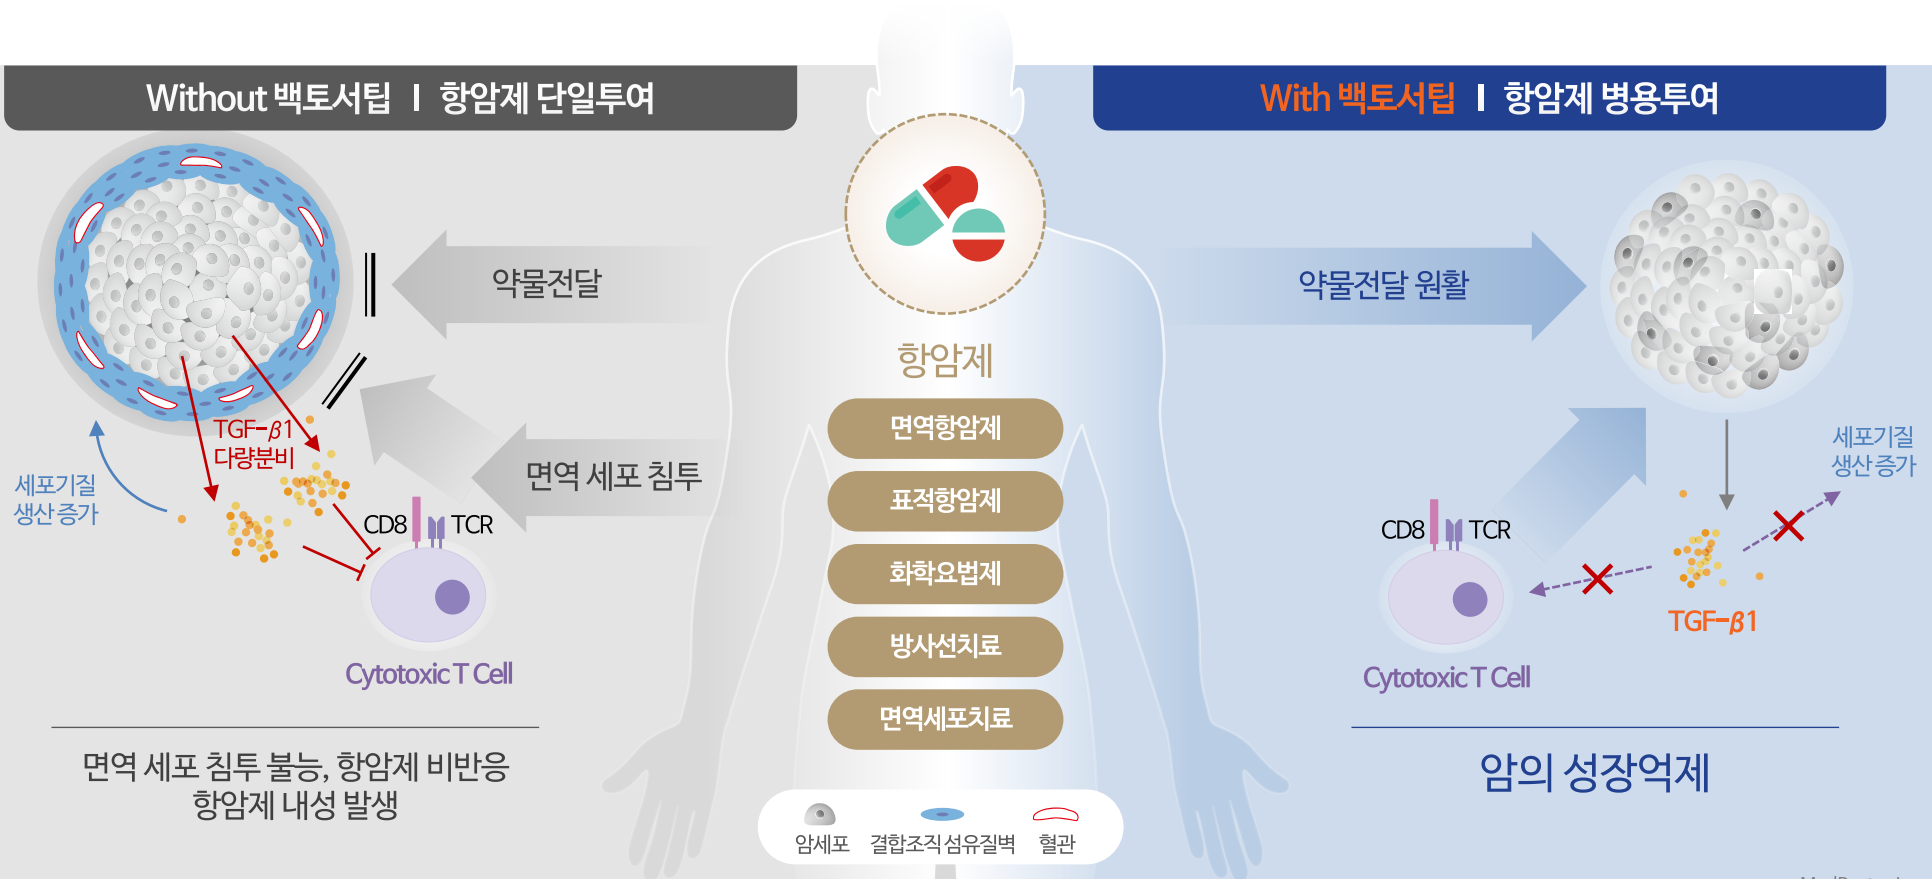 Without 백토서팁 | 항암제 단일투여
With 백토서팁 | 항암제 병용투여
약물전달
약물전달 원활
항암제
면역항암제
표적항암제
화학요법제
방사선치료
면역세포치료
TGF-β1
다량분비
세포기질
생산 증가
면역 세포 침투
CD8 TCR
Cytotoxic T Cell
세포기질
생산 증가
CD8 TCR
TGF-β1
Cytotoxic T Cell
면역 세포 침투 불능, 항암제 비반응
항암제 내성 발생
암의 성장억제
암세포 결합조직 섬유질벽 혈관